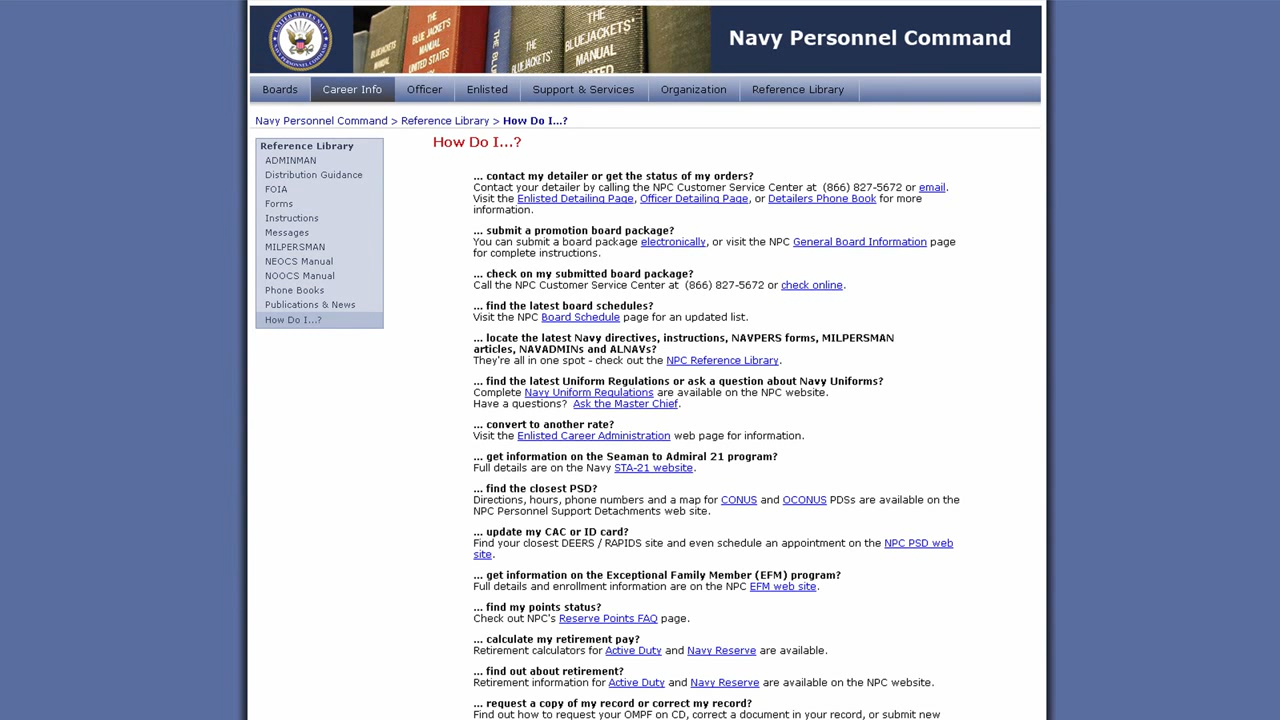 THE BLUEJACKETS' MANUAL
THE BLUE JACKETS MANUAL UNITED STATES
THE
THE BLUEJACKETS' MANUAL
Navy Personnel Command
Boards Career Info Officer Enlisted Support & Services Organization Reference Library
Navy Personnel Command > Reference Library > How Do I...?
Reference Library
ADMINMAN
Distribution Guidance
FOIA
Forms
Instructions
Messages
MILPERSMAN
NEOCS Manual
NOOCS Manual
Phone Books
Publications & News
How Do I...?
How Do I...?
... contact my detailer or get the status of my orders?
Contact your detailer by calling the NPC Customer Service Center at (866) 827-5672 or email.
Visit the Enlisted Detailing Page, Officer Detailing Page, or Detailers Phone Book for more
information.
... submit a promotion board package?
You can submit a board package electronically, or visit the NPC General Board Information page
for complete instructions.
... check on my submitted board package?
Call the NPC Customer Service Center at (866) 827-5672 or check online.
... find the latest board schedules?
Visit the NPC Board Schedule page for an updated list.
... locate the latest Navy directives, instructions, NAVPERS forms, MILPERSMAN
articles, NAVADMINs and ALNAVs?
They're all in one spot - check out the NPC Reference Library.
... find the latest Uniform Regulations or ask a question about Navy Uniforms?
Complete Navy Uniform Regulations are available on the NPC website.
Have a questions? Ask the Master Chief.
... convert to another rate?
Visit the Enlisted Career Administration web page for information.
... get information on the Seaman to Admiral 21 program?
Full details are on the Navy STA-21 website.
... find the closest PSD?
Directions, hours, phone numbers and a map for CONUS and OCONUS PDSs are available on the
NPC Personnel Support Detachments web site.
... update my CAC or ID card?
Find your closest DEERS / RAPIDS site and even schedule an appointment on the NPC PSD web
site.
... get information on the Exceptional Family Member (EFM) program?
Full details and enrollment information are on the NPC EFM web site.
... find my points status?
Check out NPC's Reserve Points FAQ page.
... calculate my retirement pay?
Retirement calculators for Active Duty and Navy Reserve are available.
... find out about retirement?
Retirement information for Active Duty and Navy Reserve are available on the NPC website.
... request a copy of my record or correct my record?
Find out how to request your OMPF on CD, correct a document in your record, or submit new